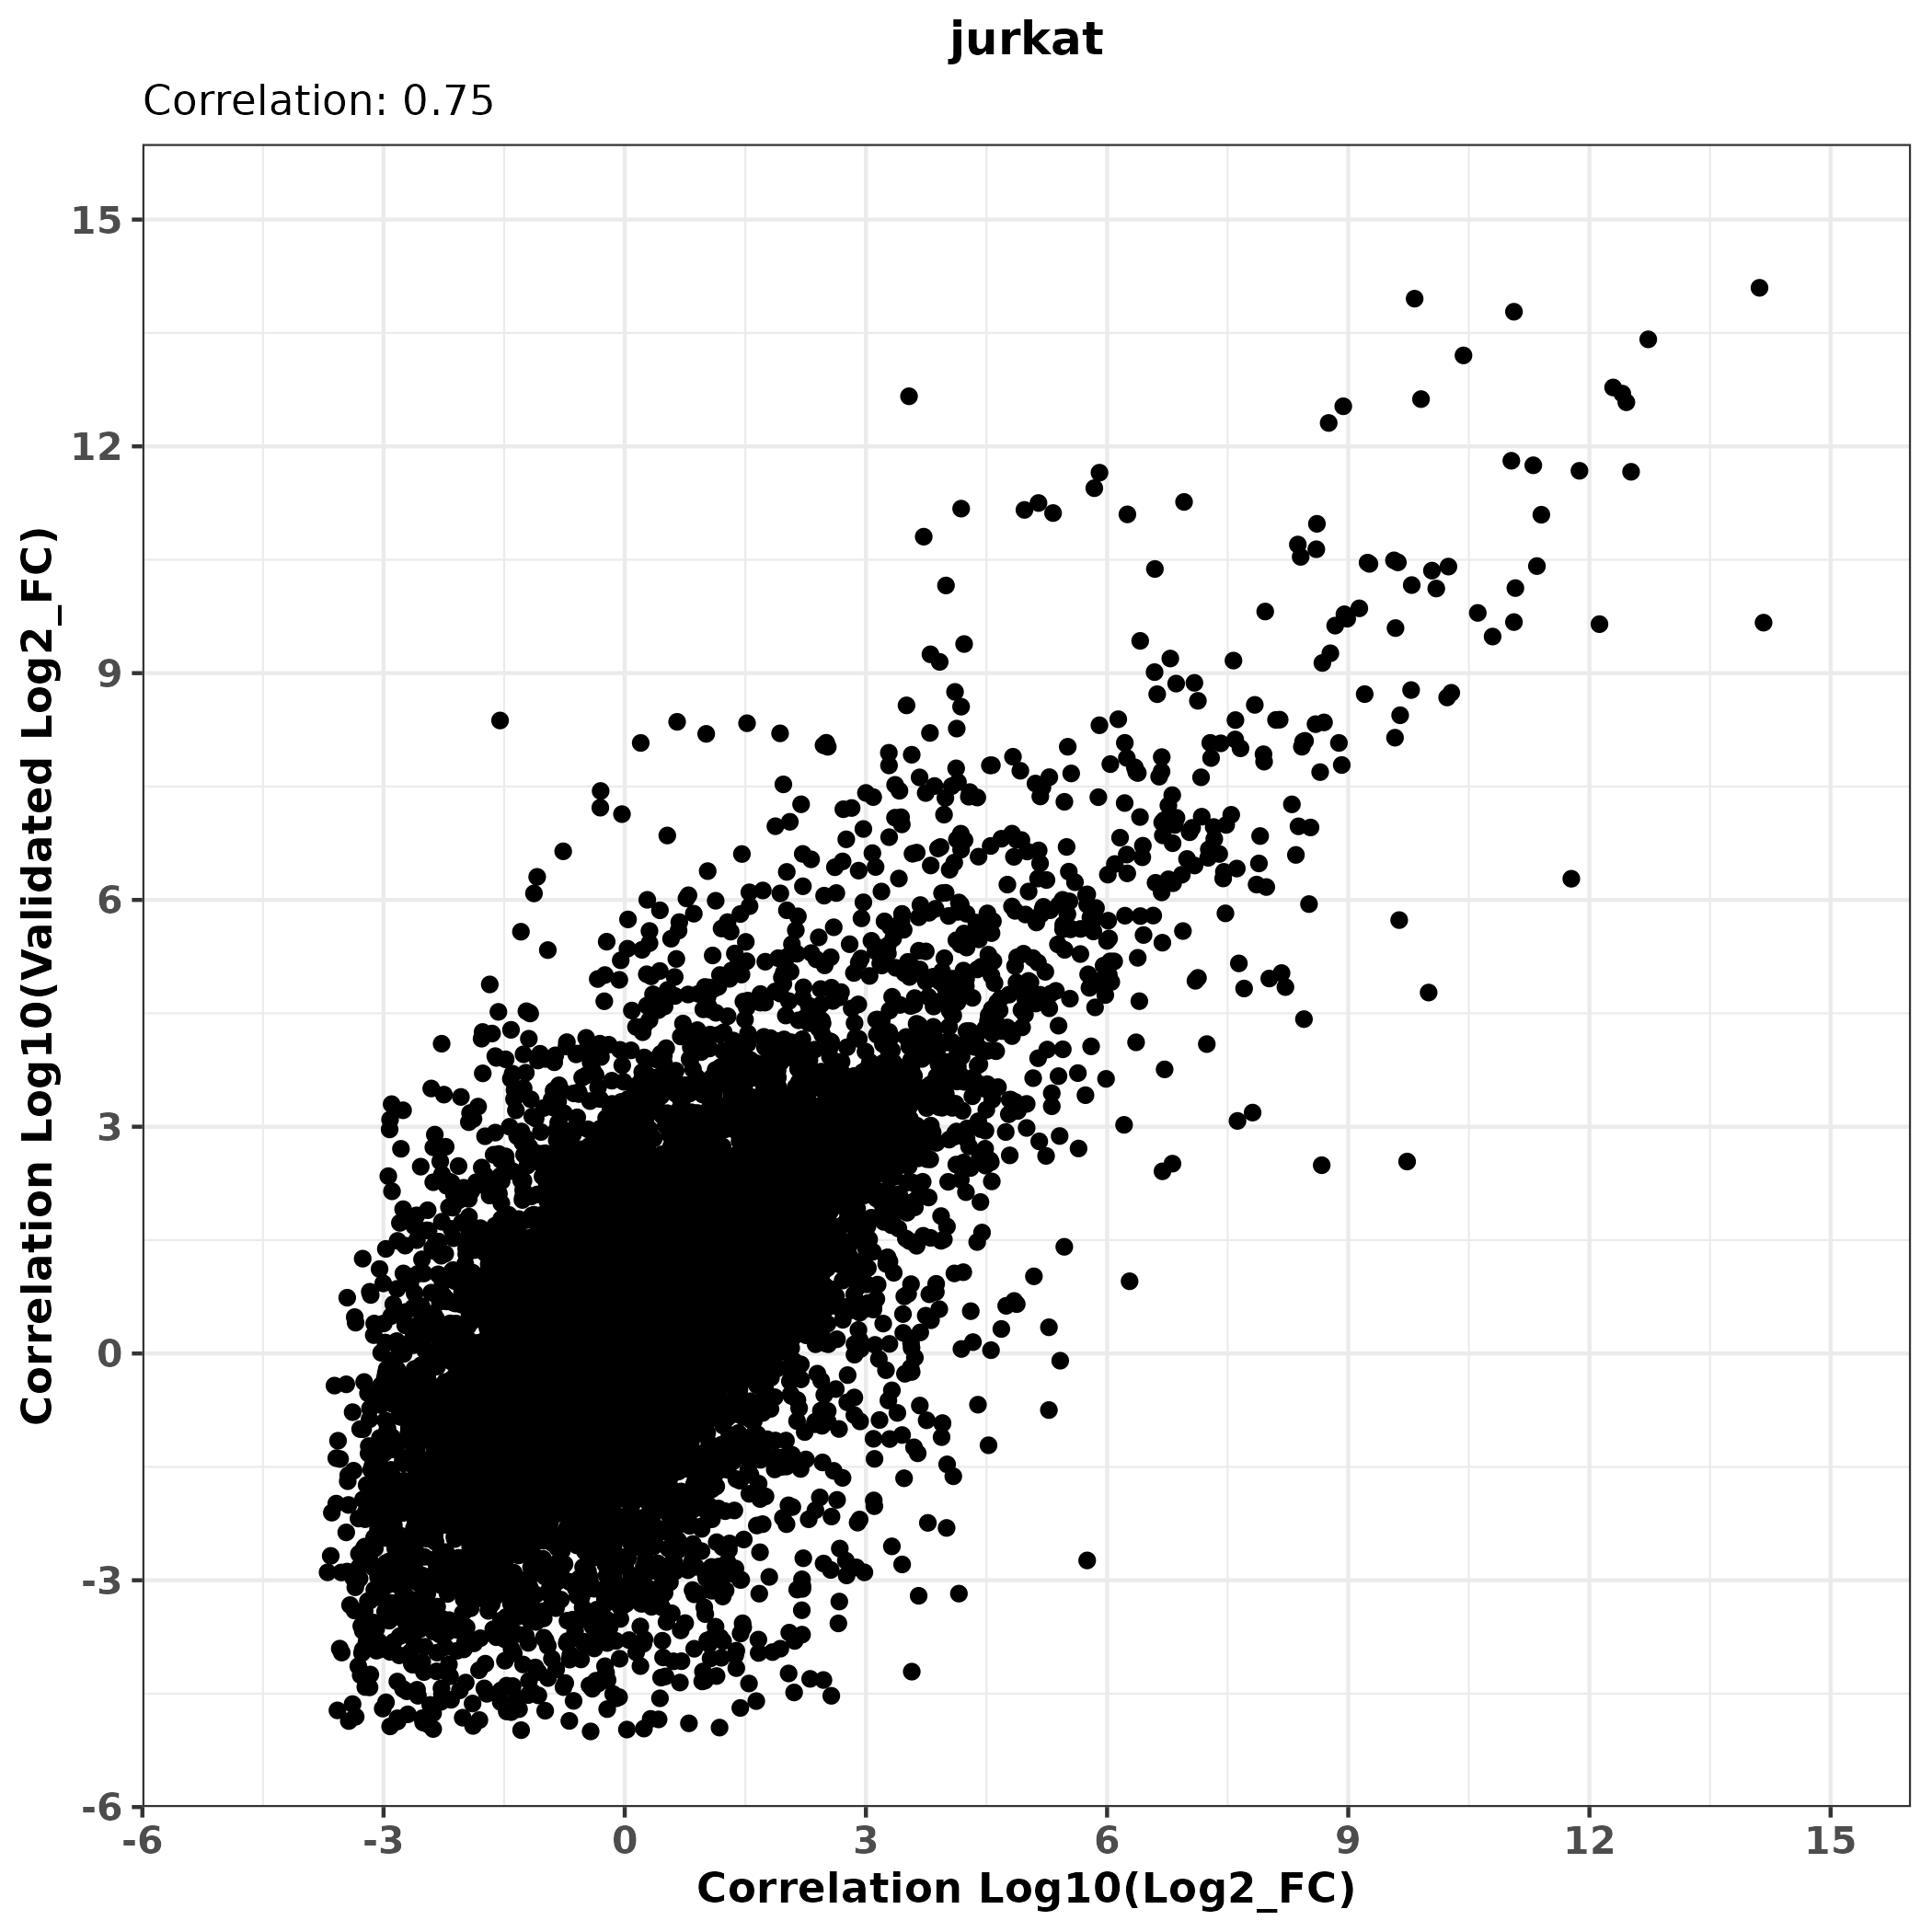 jurkat
Correlation: 0.75
Correlation Log10(Validated Log2_FC)
15
12
9
6
3
0
-3
-6
-6 -3 0 3 6 9 12 15
Correlation Log10(Log2_FC)